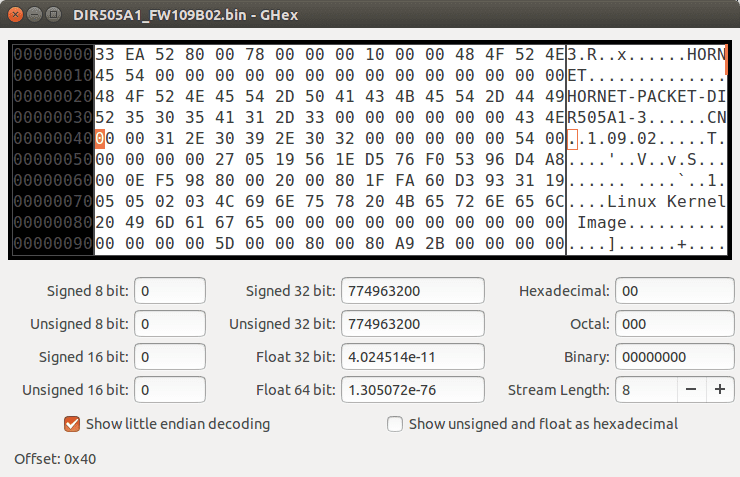 DIR505A1_FW109B02.bin - GHex
00000000 33 EA 52 80 00 78 00 00 00 10 00 00 48 4F 52 4E 3.R..x......HORN
00000010 45 54 00 00 00 00 00 00 00 00 00 00 00 00 00 00 ET..............
00000020 48 4F 52 4E 45 54 2D 50 41 43 4B 45 54 2D 44 49 HORNET-PACKET-DI
00000030 52 35 30 35 41 31 2D 33 00 00 00 00 00 00 43 4E R505A1-3......CN
00000040 00 00 31 2E 30 39 2E 30 32 00 00 00 00 00 54 00 ..1.09.02.....T.
00000050 00 00 00 00 27 05 19 56 1E D5 76 F0 53 96 D4 A8 ....'..V..v.S...
00000060 00 0E F5 98 80 00 20 00 80 1F FA 60 D3 93 31 19 ...... ....`..1.
00000070 05 05 02 03 4C 69 6E 75 78 20 4B 65 72 6E 65 6C ....Linux Kernel
00000080 20 49 6D 61 67 65 00 00 00 00 00 00 00 00 00 00 Image..........
00000090 00 00 00 00 5D 00 00 80 00 80 A9 2B 00 00 00 00 ....]......+....
Signed 8 bit: 0 Signed 32 bit: 774963200 Hexadecimal: 00
Unsigned 8 bit: 0 Unsigned 32 bit: 774963200 Octal: 000
Signed 16 bit: 0 Float 32 bit: 4.024514e-11 Binary: 00000000
Unsigned 16 bit: 0 Float 64 bit: 1.305072e-76 Stream Length: 8 − +
Show little endian decoding Show unsigned and float as hexadecimal
Offset: 0x40